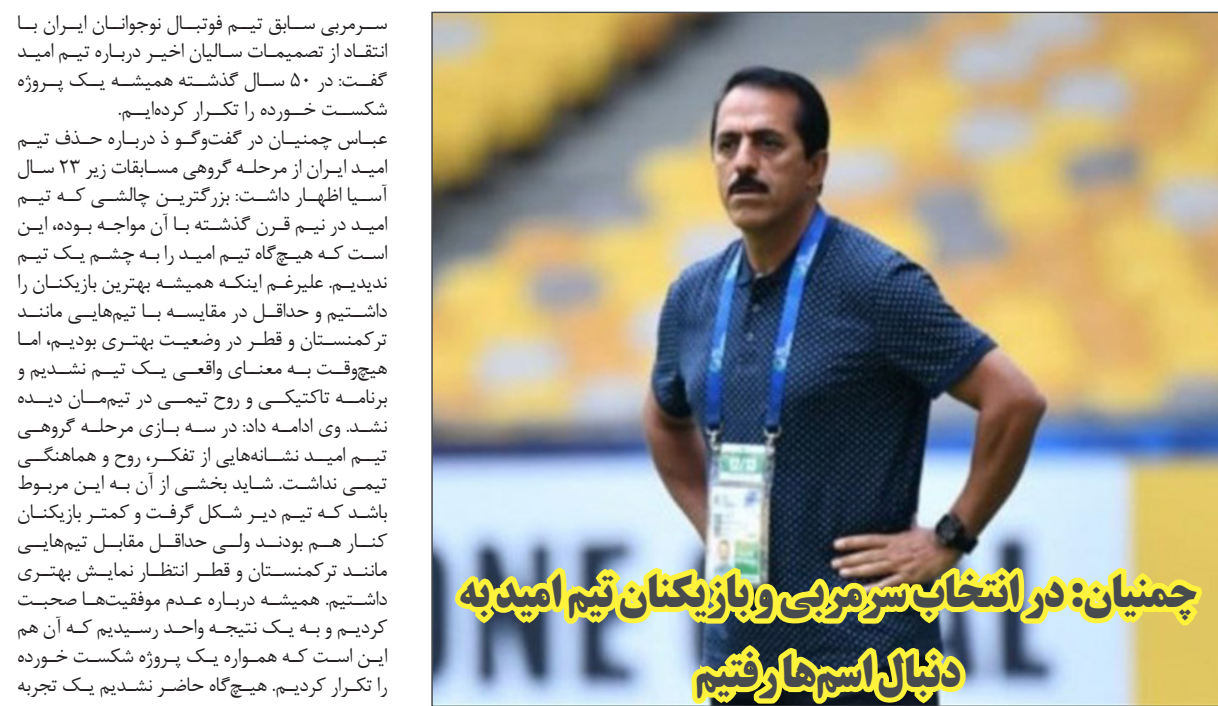 سرمربی سابق تیم فوتبال نوجوانان ایران با
انتقاد از تصمیمات سالیان اخیر درباره تیم امید
گفت: در ۵۰ سال گذشته همیشه یک پروژه
شکست خورده را تکرار کرده‌ایم.
عباس چمنیان در گفت‌وگو ذ درباره حذف تیم
امید ایران از مرحله گروهی مسابقات زیر ۲۳ سال
آسیا اظهار داشت: بزرگترین چالشی که تیم
امید در نیم قرن گذشته با آن مواجه بوده، این
است که هیچ‌گاه تیم امید را به چشم یک تیم
ندیدیم. علیرغم اینکه همیشه بهترین بازیکنان را
داشتیم و حداقل در مقایسه با تیم‌هایی مانند
ترکمنستان و قطر در وضعیت بهتری بودیم، اما
هیچ‌وقت به معنای واقعی یک تیم نشدیم و
برنامه تاکتیکی و روح تیمی در تیم‌مان دیده
نشد. وی ادامه داد: در سه بازی مرحله گروهی
تیم امید نشانه‌هایی از تفکر، روح و هماهنگی
تیمی نداشت. شاید بخشی از آن به این مربوط
باشد که تیم دیر شکل گرفت و کمتر بازیکنان
کنار هم بودند ولی حداقل مقابل تیم‌هایی
مانند ترکمنستان و قطر انتظار نمایش بهتری
داشتیم. همیشه درباره عدم موفقیت‌ها صحبت
کردیم و به یک نتیجه واحد رسیدیم که آن هم
این است که همواره یک پروژه شکست خورده
را تکرار کردیم. هیچ‌گاه حاضر نشدیم یک تجربه
12/13
ONE GOAL
چمنیان: در انتخاب سرمربی و بازیکنان تیم امید به
دنبال اسم‌ها رفتیم